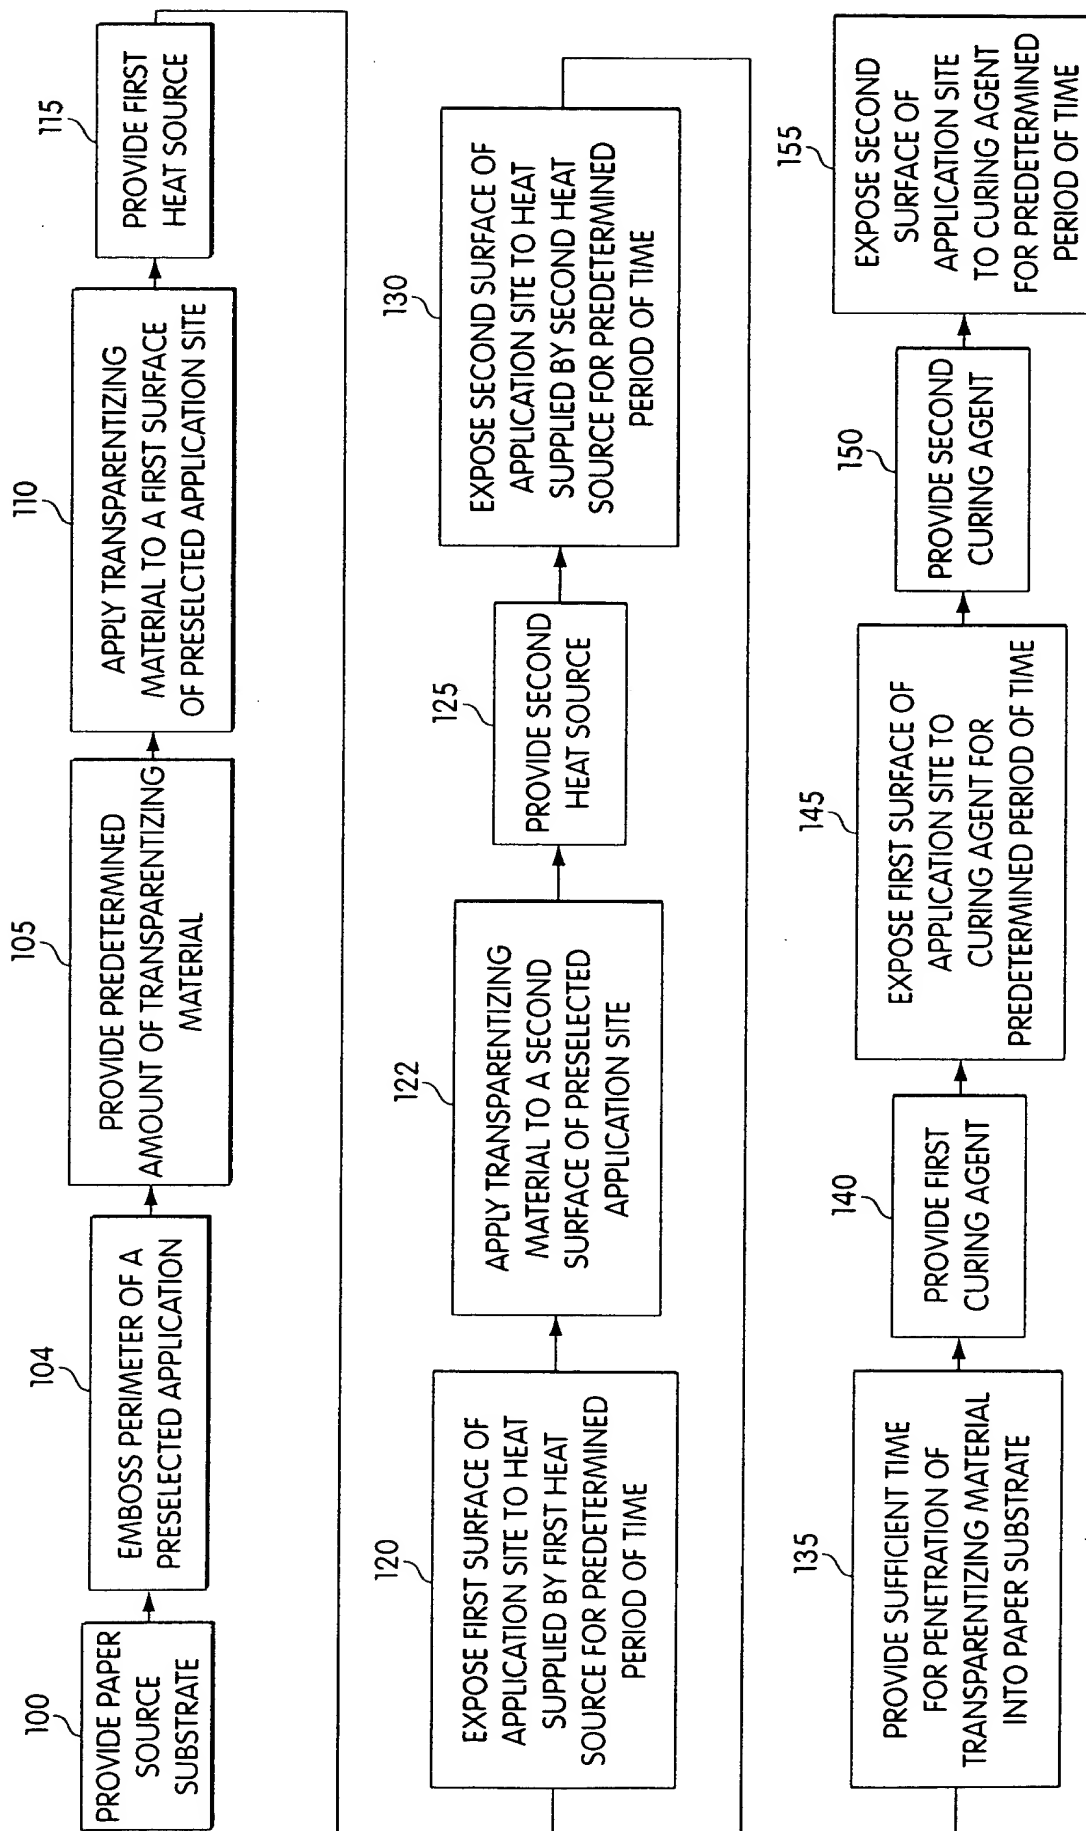 100
PROVIDE PAPER
SOURCE
SUBSTRATE
104
EMBOSS PERIMETER OF A
PRESELECTED APPLICATION
105
PROVIDE PREDETERMINED
AMOUNT OF TRANSPARENTIZING
MATERIAL
110
APPLY TRANSPARENTIZING
MATERIAL TO A FIRST SURFACE
OF PRESELCTED APPLICATION SITE
115
PROVIDE FIRST
HEAT SOURCE
120
EXPOSE FIRST SURFACE OF
APPLICATION SITE TO HEAT
SUPPLIED BY FIRST HEAT
SOURCE FOR PREDETERMINED
PERIOD OF TIME
122
APPLY TRANSPARENTIZING
MATERIAL TO A SECOND
SURFACE OF PRESELECTED
APPLICATION SITE
125
PROVIDE SECOND
HEAT SOURCE
130
EXPOSE SECOND SURFACE OF
APPLICATION SITE TO HEAT
SUPPLIED BY SECOND HEAT
SOURCE FOR PREDETERMINED
PERIOD OF TIME
135
PROVIDE SUFFICIENT TIME
FOR PENETRATION OF
TRANSPARENTIZING MATERIAL
INTO PAPER SUBSTRATE
140
PROVIDE FIRST
CURING AGENT
145
EXPOSE FIRST SURFACE OF
APPLICATION SITE TO
CURING AGENT FOR
PREDETERMINED PERIOD OF TIME
150
PROVIDE SECOND
CURING AGENT
155
EXPOSE SECOND
SURFACE OF
APPLICATION SITE
TO CURING AGENT
FOR PREDETERMINED
PERIOD OF TIME